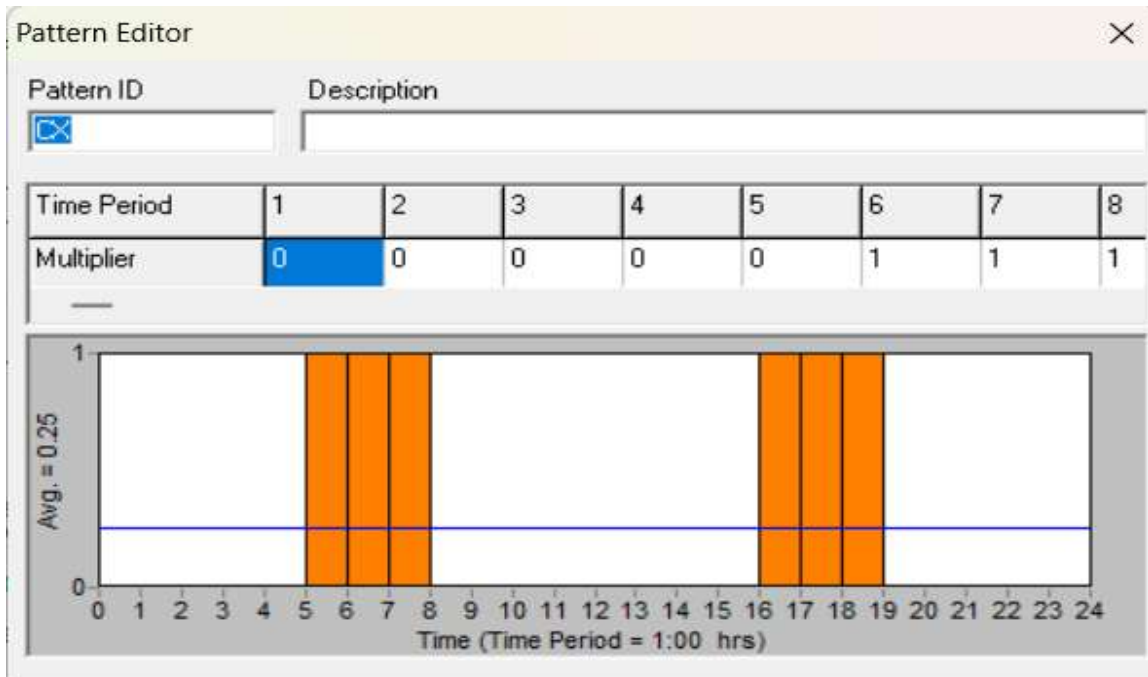 Pattern Editor
Pattern ID Description
CX
Time Period 1 2 3 4 5 6 7 8
Multiplier 0 0 0 0 0 1 1 1
1
Avg. = 0.25
0
0 1 2 3 4 5 6 7 8 9 10 11 12 13 14 15 16 17 18 19 20 21 22 23 24
Time (Time Period = 1:00 hrs)